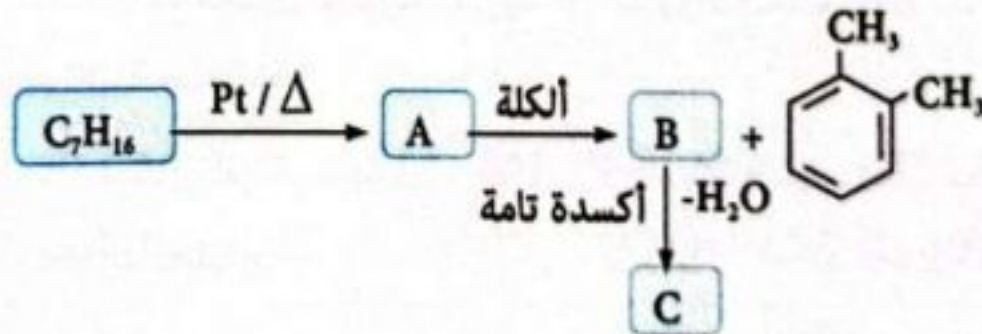 CH₃
CH₃
C₇H₁₆
Pt / Δ
A
ألكلة
B
+
أكسدة تامة
-H₂O
C